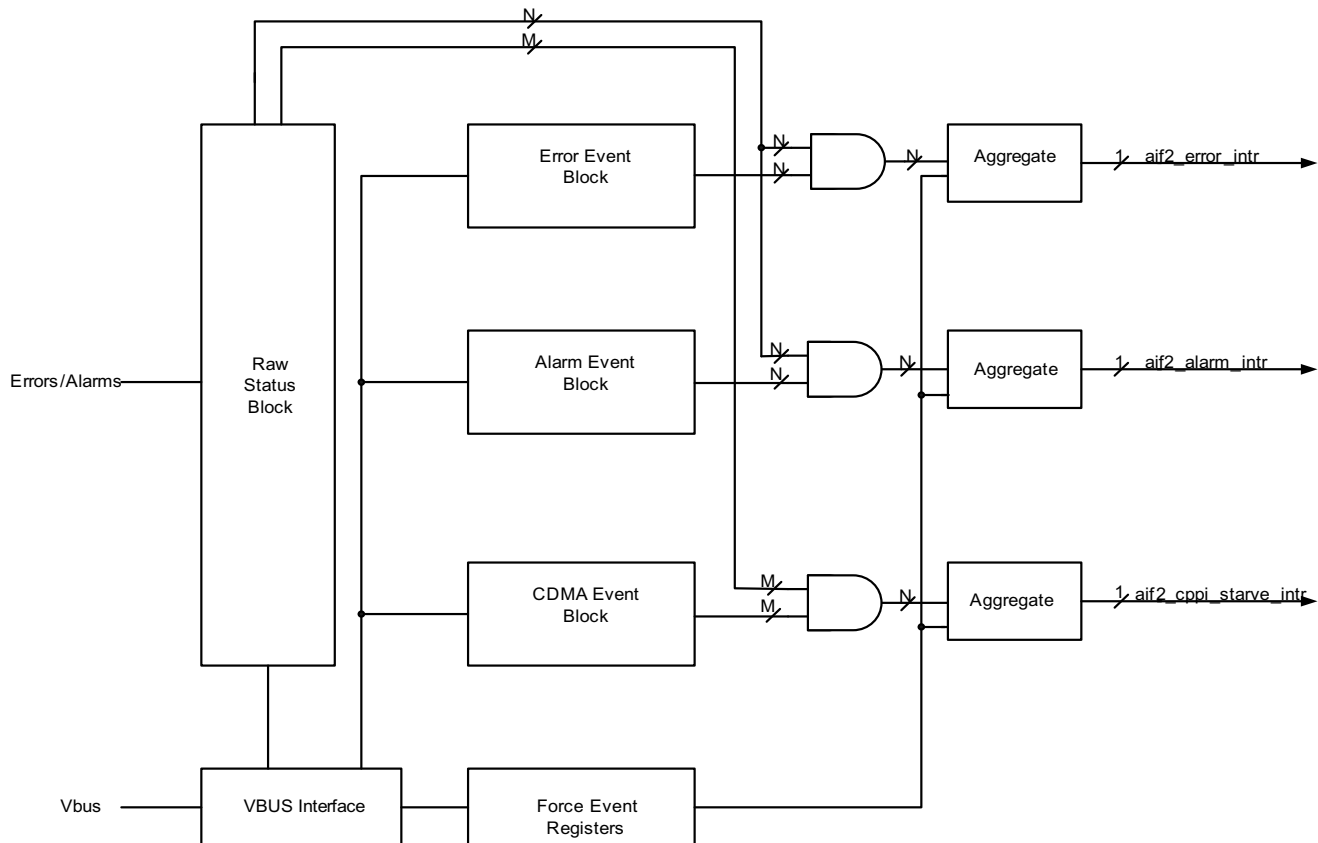 N
M
Error Event
Block
N
N
N
Aggregate
1
aif2_error_intr
Raw
Status
Block
Errors/Alarms
Alarm Event
Block
N
N
N
Aggregate
1
aif2_alarm_intr
CDMA Event
Block
M
M
N
Aggregate
1
aif2_cppi_starve_intr
Vbus
VBUS Interface
Force Event
Registers